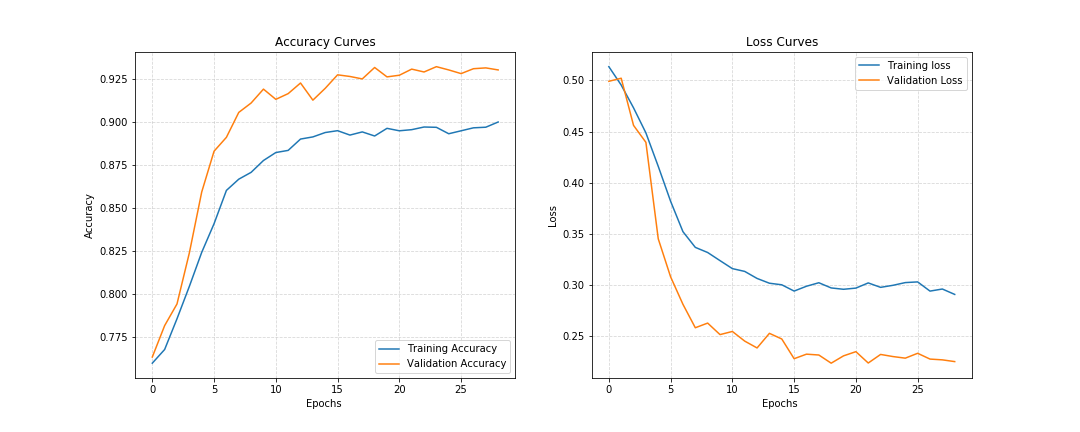 Accuracy Curves
Accuracy
0.925
0.900
0.875
0.850
0.825
0.800
0.775
Training Accuracy
Validation Accuracy
0 5 10 15 20 25
Epochs
Loss Curves
Loss
0.50
0.45
0.40
0.35
0.30
0.25
Training loss
Validation Loss
0 5 10 15 20 25
Epochs